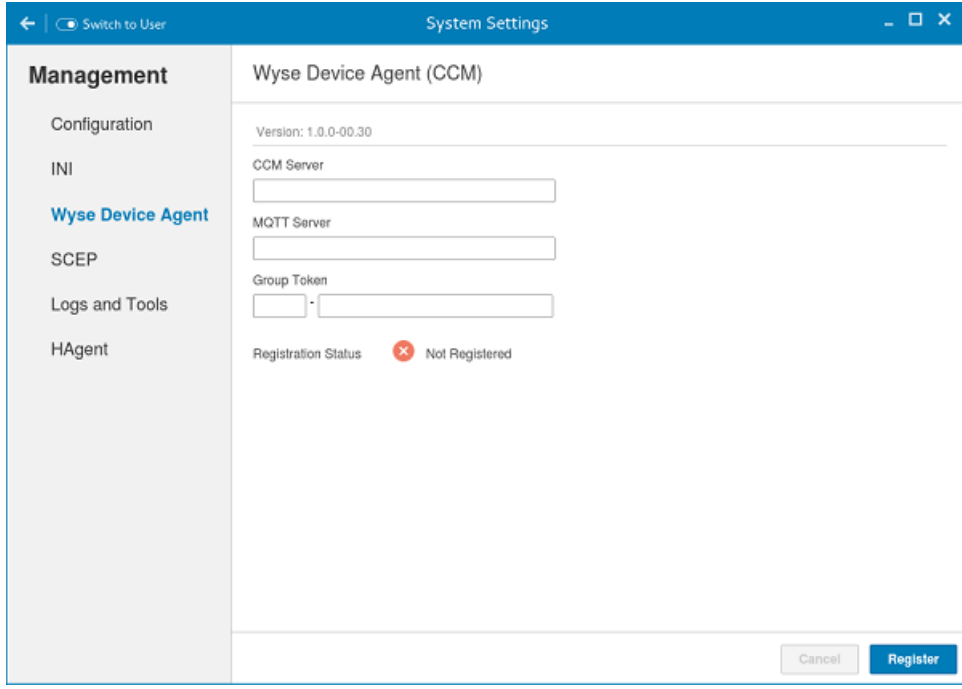 Switch to User
System Settings
Management
Configuration
INI
Wyse Device Agent
SCEP
Logs and Tools
HAgent
Wyse Device Agent (CCM)
Version: 1.0.0-00.30
CCM Server
MQTT Server
Group Token
-
Registration Status Not Registered
Cancel Register